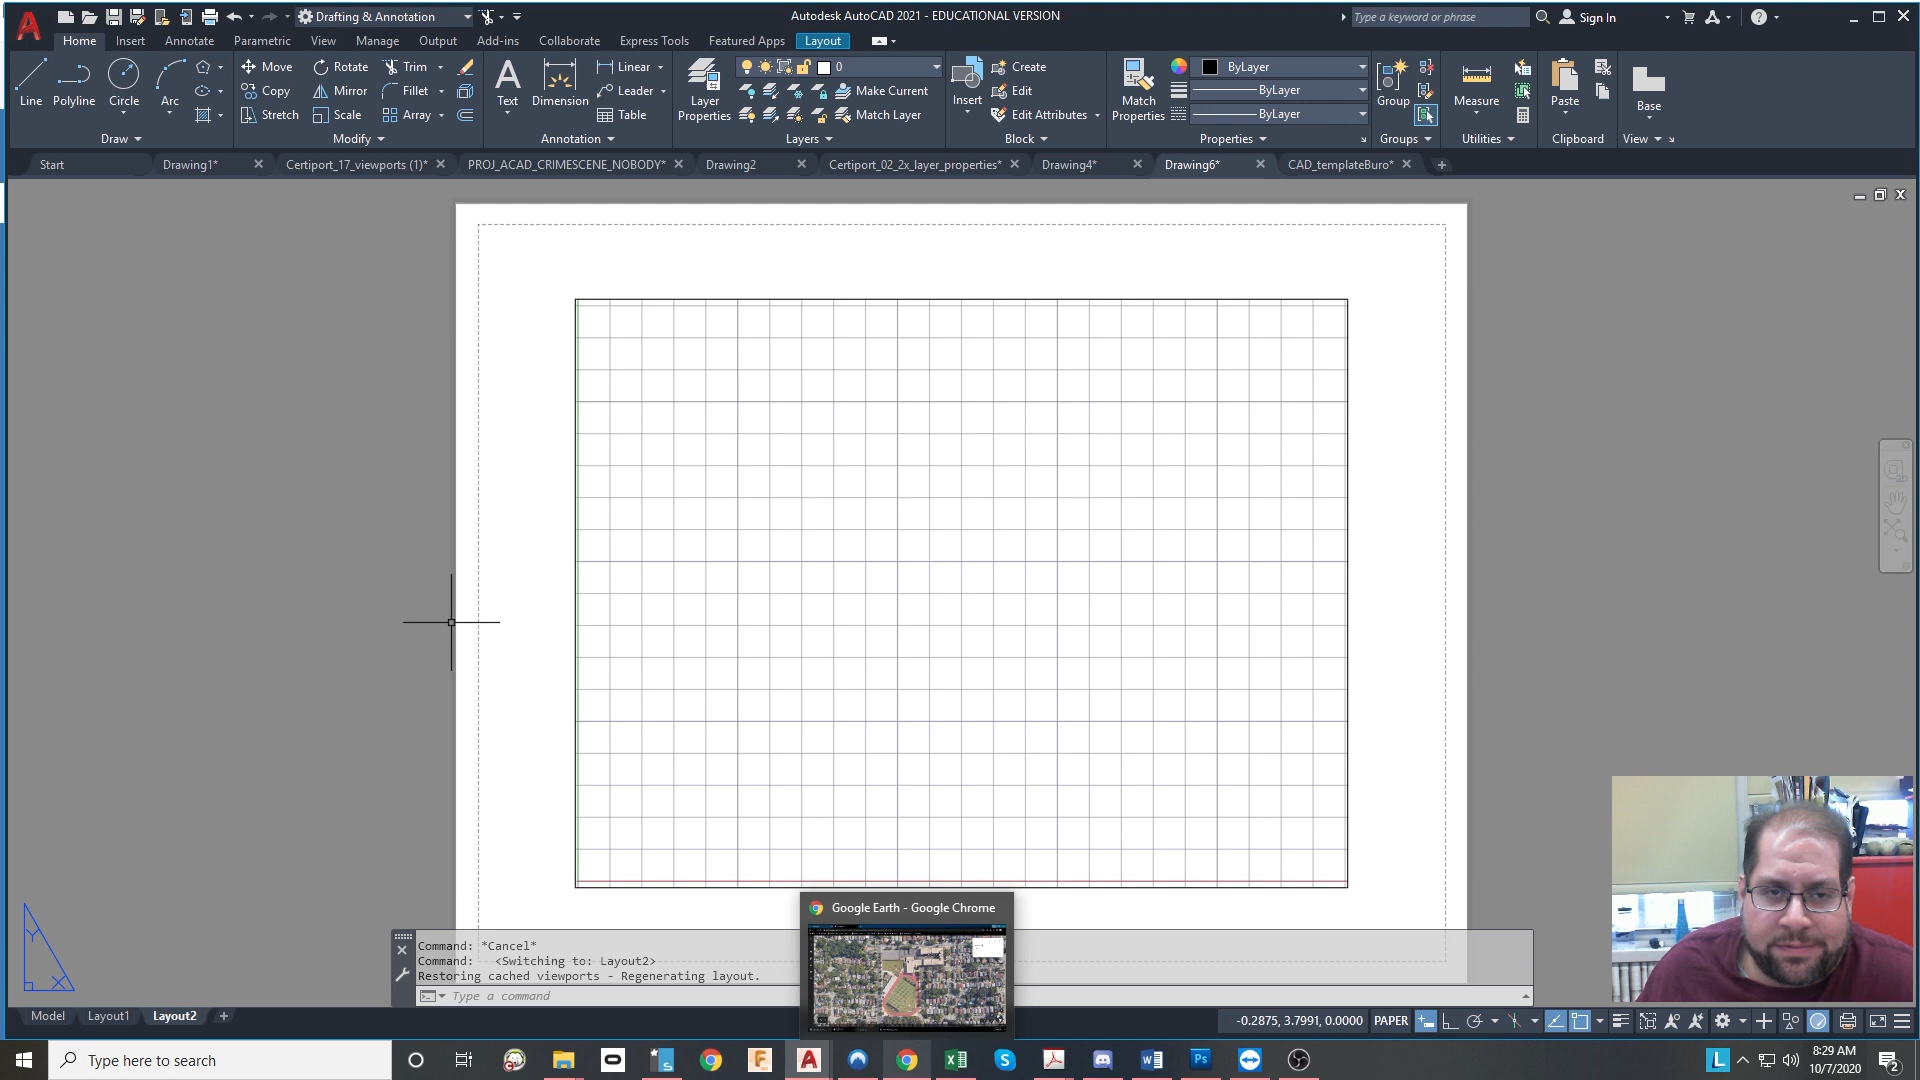 Drafting & Annotation
Autodesk AutoCAD 2021 - EDUCATIONAL VERSION
Type a keyword or phrase
Sign In
Home Insert Annotate Parametric View Manage Output Add-ins Collaborate Express Tools Featured Apps Layout
Line Polyline Circle Arc
Move Rotate Trim
Copy Mirror Fillet
Stretch Scale Array
Text Dimension
Linear
Leader
Table
Layer
Properties
0
Make Current
Match Layer
Insert
Create
Edit
Edit Attributes
Match
Properties
ByLayer
ByLayer
ByLayer
Group
Measure
Paste
Base
Draw Modify Annotation Layers Block Properties Groups Utilities Clipboard View
Start Drawing1* Certiport_17_viewports (1)* PROJ_ACAD_CRIMESCENE_NOBODY* Drawing2 Certiport_02_2x_layer_properties* Drawing4* Drawing6* CAD_templateBuro*
Google Earth - Google Chrome
Y
X
Command: *Cancel*
Command:   <Switching to: Layout2>
Restoring cached viewports - Regenerating layout.
Type a command
Model Layout1 Layout2
-0.2875, 3.7991, 0.0000 PAPER
Type here to search
8:29 AM
10/7/2020
2